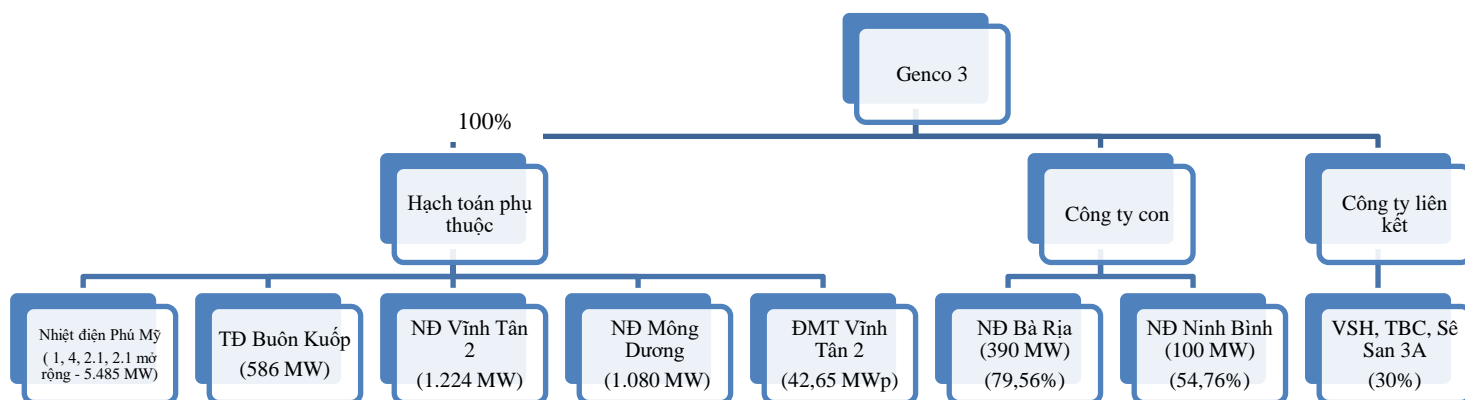 Genco 3
100%
Hạch toán phụ
thuộc
Công ty con
Công ty liên
kết
Nhiệt điện Phú Mỹ
( 1, 4, 2.1, 2.1 mở
rộng - 5.485 MW)
TĐ Buôn Kuốp
(586 MW)
NĐ Vĩnh Tân
2
(1.224 MW)
NĐ Mông
Dương
(1.080 MW)
ĐMT Vĩnh
Tân 2
(42,65 MWp)
NĐ Bà Rịa
(390 MW)
(79,56%)
NĐ Ninh Bình
(100 MW)
(54,76%)
VSH, TBC, Sê
San 3A
(30%)